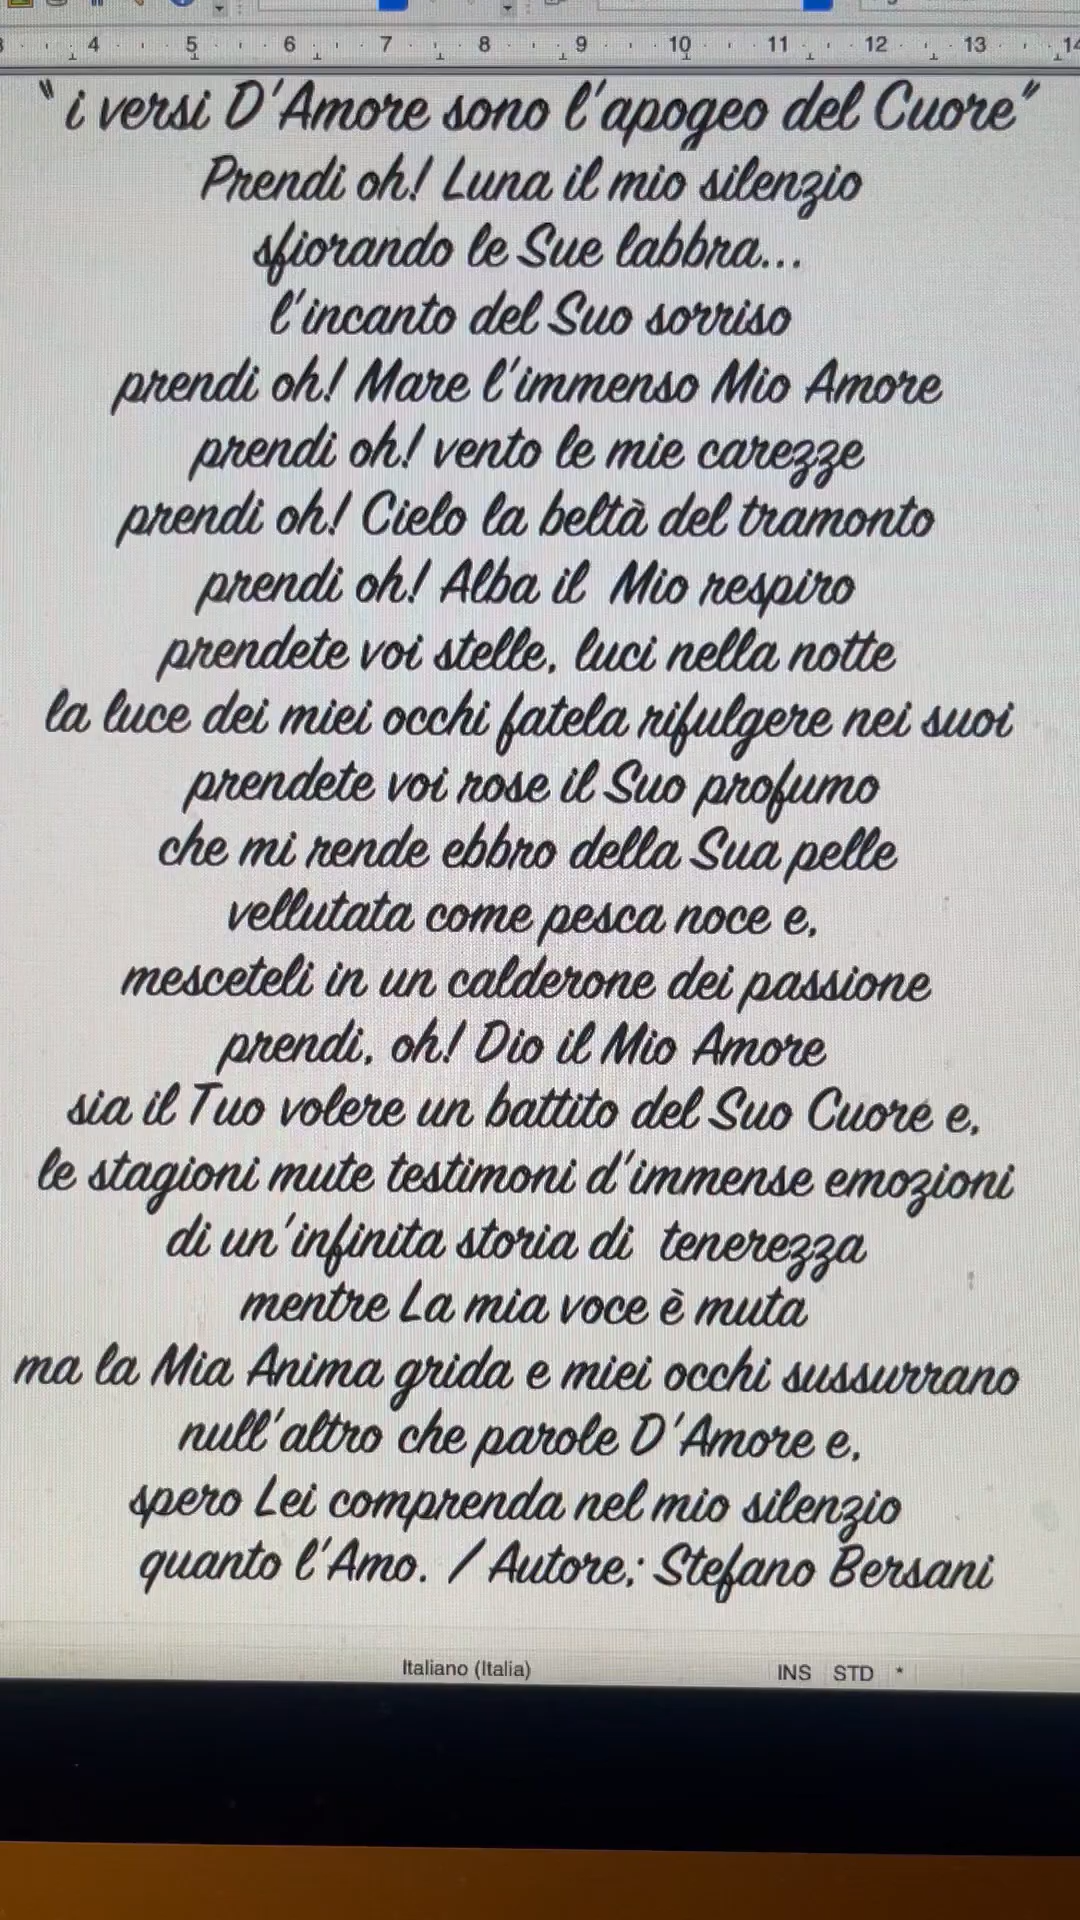 4 5 6 7 8 9 10 11 12 13 14
"i versi D'Amore sono l'apogeo del Cuore"
Prendi oh! Luna il mio silenzio
sfiorando le Sue labbra...
l'incanto del Suo sorriso
prendi oh! Mare l'immenso Mio Amore
prendi oh! vento le mie carezze
prendi oh! Cielo la beltà del tramonto
prendi oh! Alba il Mio respiro
prendete voi stelle, luci nella notte
la luce dei miei occhi fatela rifulgere nei suoi
prendete voi rose il Suo profumo
che mi rende ebbro della Sua pelle
vellutata come pesca noce e,
mesceteli in un calderone dei passione
prendi, oh! Dio il Mio Amore
sia il Tuo volere un battito del Suo Cuore e,
le stagioni mute testimoni d'immense emozioni
di un'infinita storia di tenerezza
mentre La mia voce è muta
ma la Mia Anima grida e miei occhi sussurrano
null'altro che parole D'Amore e,
spero Lei comprenda nel mio silenzio
quanto l'Amo. / Autore; Stefano Bersani
Italiano (Italia) INS STD *